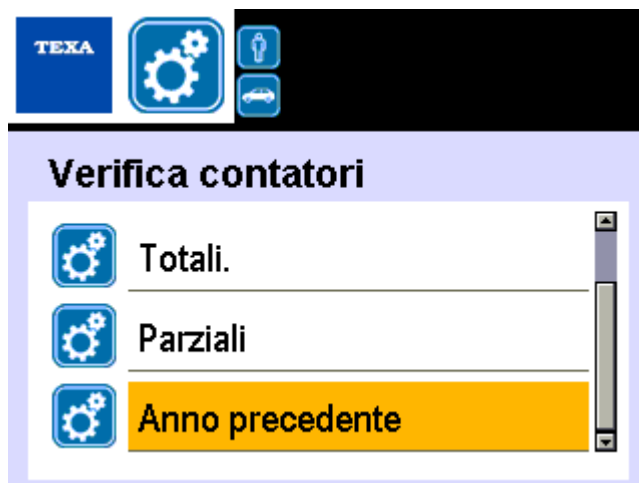 TEXA
Verifica contatori
Totali.
Parziali
Anno precedente